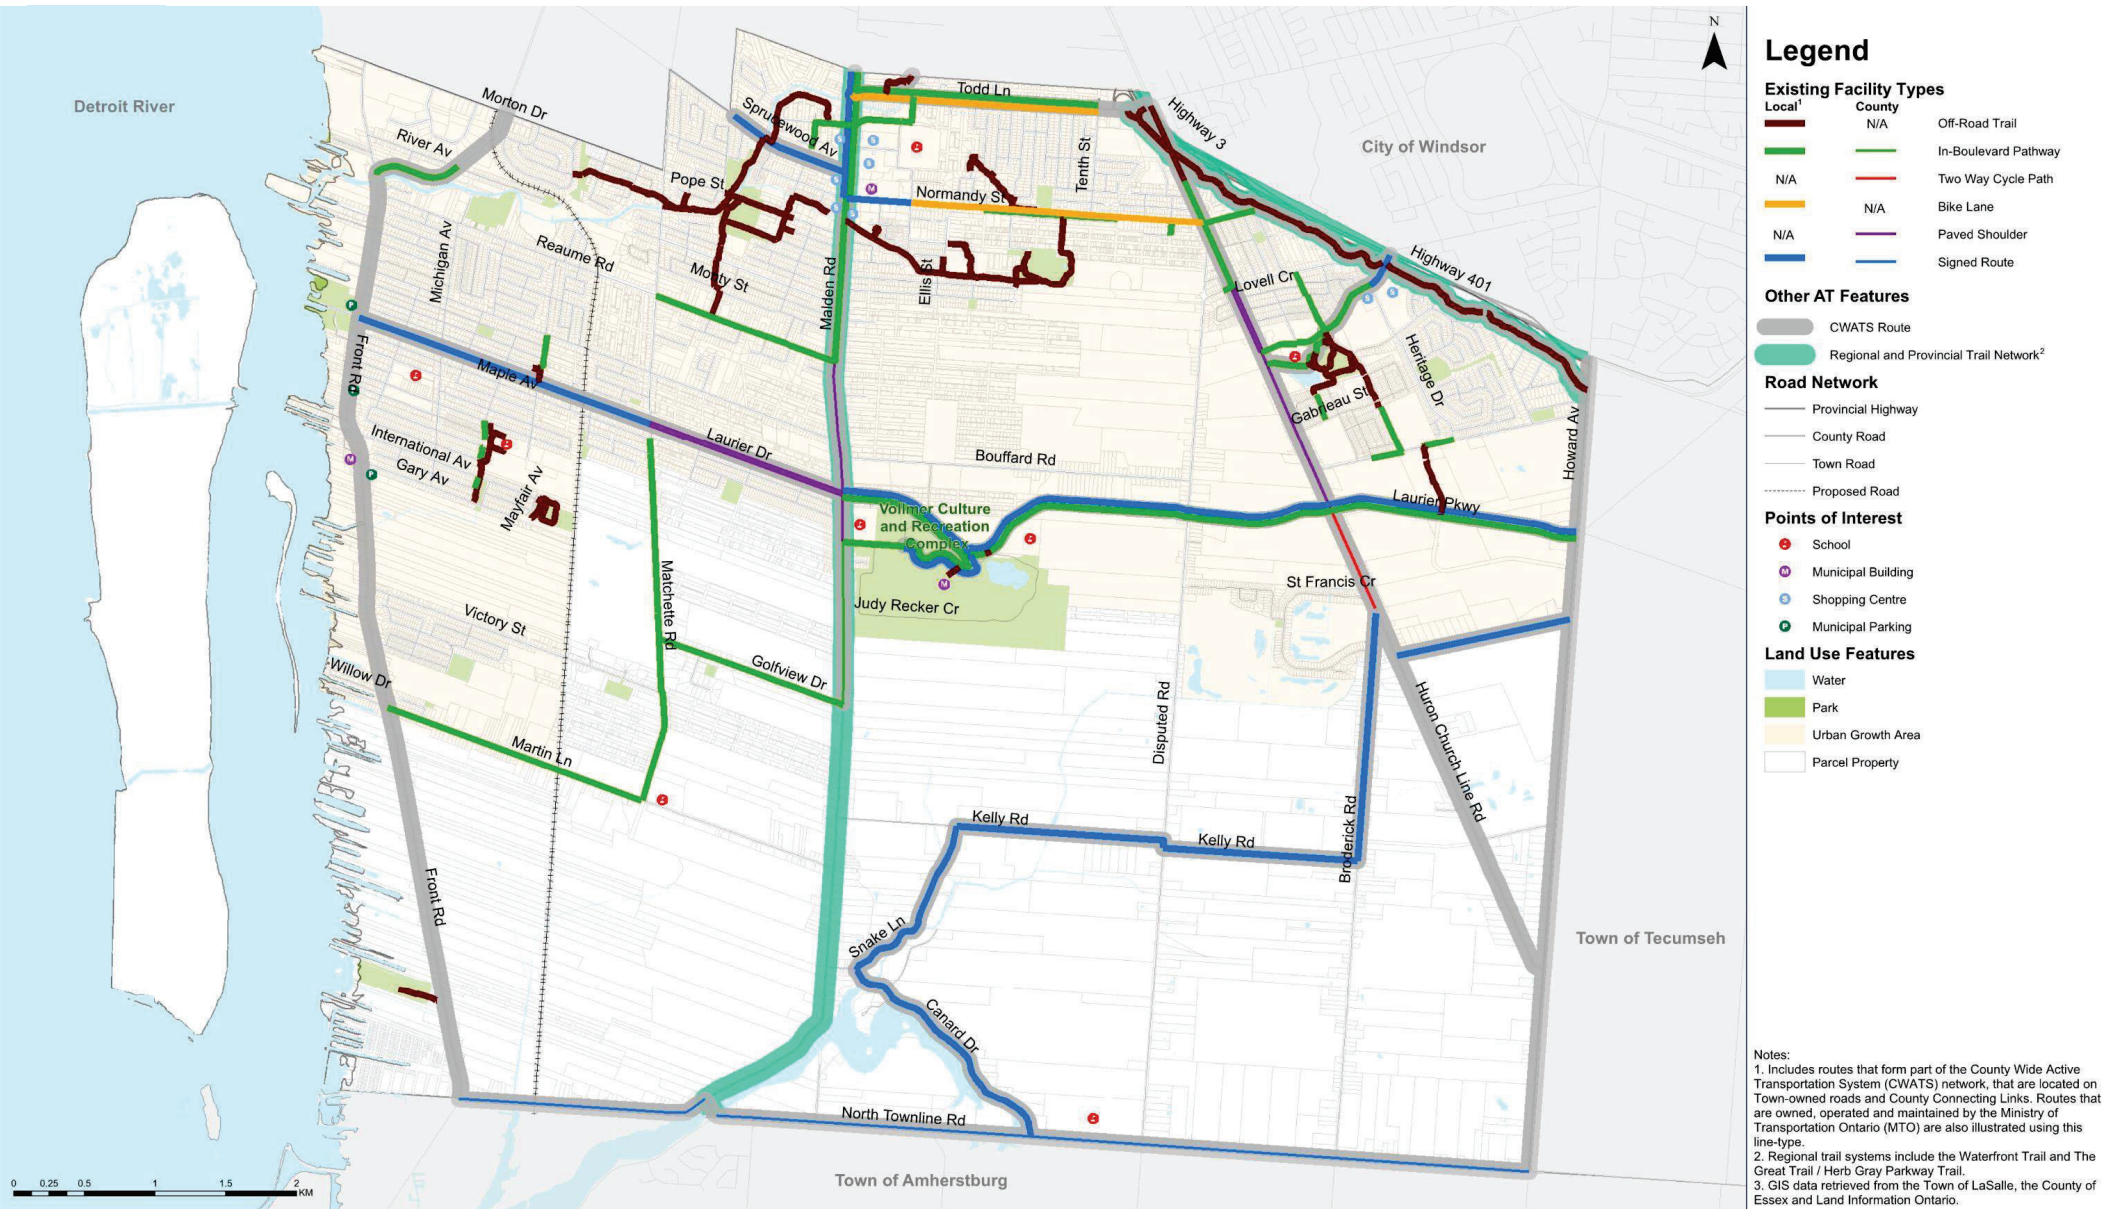 Detroit River
Morton Dr
River Av
Sprucewood Av
Todd Ln
Highway 3
City of Windsor
N
Pope St
Normandy St
Tenth St
Michigan Av
Reaume Rd
Monty St
Malden Rd
Ellis St
Lovell Cr
Highway 401
Front Rd
Maple Av
Heritage Dr
Gabrieau St
Howard Av
International Av
Gary Av
Mayfair Av
Laurier Dr
Bouffard Rd
Laurier Pkwy
Vollmer Culture
and Recreation
Complex
Judy Recker Cr
St Francis Cr
Matchette Rd
Victory St
Golfview Dr
Willow Dr
Martin Ln
Disputed Rd
Huron Church Line Rd
Kelly Rd
Kelly Rd
Broderick Rd
Front Rd
Snake Ln
Canard Dr
North Townline Rd
Town of Tecumseh
Town of Amherstburg
0 0.25 0.5 1 1.5 2
KM
Legend
Existing Facility Types
Local1 County
N/A Off-Road Trail
In-Boulevard Pathway
N/A Two Way Cycle Path
N/A Bike Lane
N/A Paved Shoulder
Signed Route
Other AT Features
CWATS Route
Regional and Provincial Trail Network2
Road Network
Provincial Highway
County Road
Town Road
Proposed Road
Points of Interest
School
M Municipal Building
S Shopping Centre
P Municipal Parking
Land Use Features
Water
Park
Urban Growth Area
Parcel Property
Notes:
1. Includes routes that form part of the County Wide Active
Transportation System (CWATS) network, that are located on
Town-owned roads and County Connecting Links. Routes that
are owned, operated and maintained by the Ministry of
Transportation Ontario (MTO) are also illustrated using this
line-type.
2. Regional trail systems include the Waterfront Trail and The
Great Trail / Herb Gray Parkway Trail.
3. GIS data retrieved from the Town of LaSalle, the County of
Essex and Land Information Ontario.